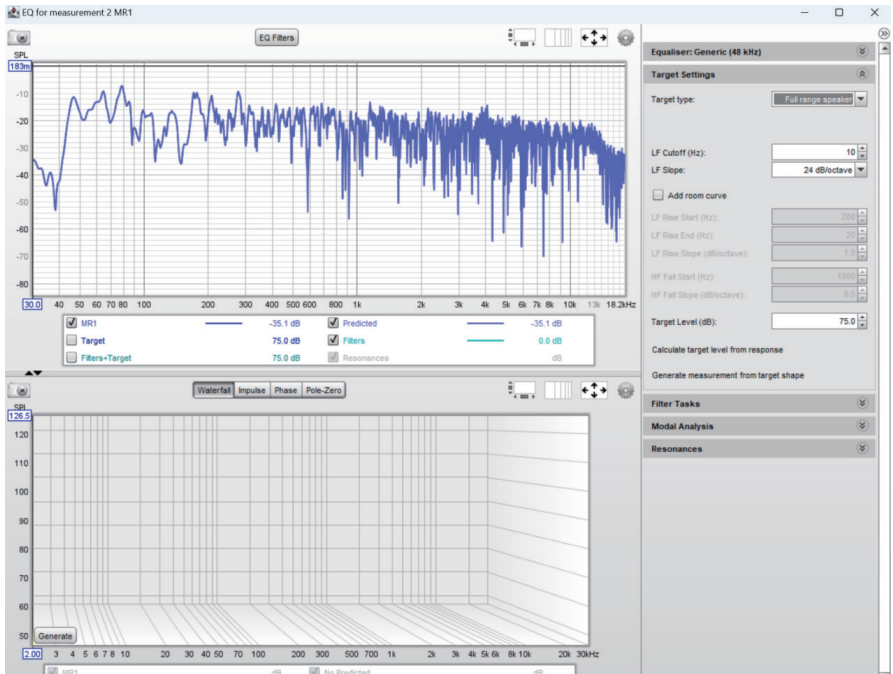 EQ for measurement 2 MR1
EQ Filters
SPL
183m
-10
-20
-30
-40
-50
-60
-70
-80
30.0 40 50 60 70 80 100 200 300 400 500 600 800 1k 2k 3k 4k 5k 6k 7k 8k 10k 13k 18.2kHz
MR1 -35.1 dB Predicted -35.1 dB
Target 75.0 dB Filters 0.0 dB
Filters+Target 75.0 dB Resonances dB
Waterfall Impulse Phase Pole-Zero
SPL
126.5
120
110
100
90
80
70
60
50
Generate
2.00 3 4 5 6 7 8 10 20 30 40 50 70 100 200 300 500 700 1k 2k 3k 4k 5k 6k 8k 10k 20k 30kHz
MR1 dB No Predicted dB
Equaliser: Generic (48 kHz)
Target Settings
Target type: Full range speaker
LF Cutoff (Hz): 10
LF Slope: 24 dB/octave
Add room curve
LF Rise Start (Hz): 200
LF Rise End (Hz): 20
LF Rise Slope (dB/octave): 1.0
HF Fall Start (Hz): 1000
HF Fall Slope (dB/octave): 0.5
Target Level (dB): 75.0
Calculate target level from response
Generate measurement from target shape
Filter Tasks
Modal Analysis
Resonances